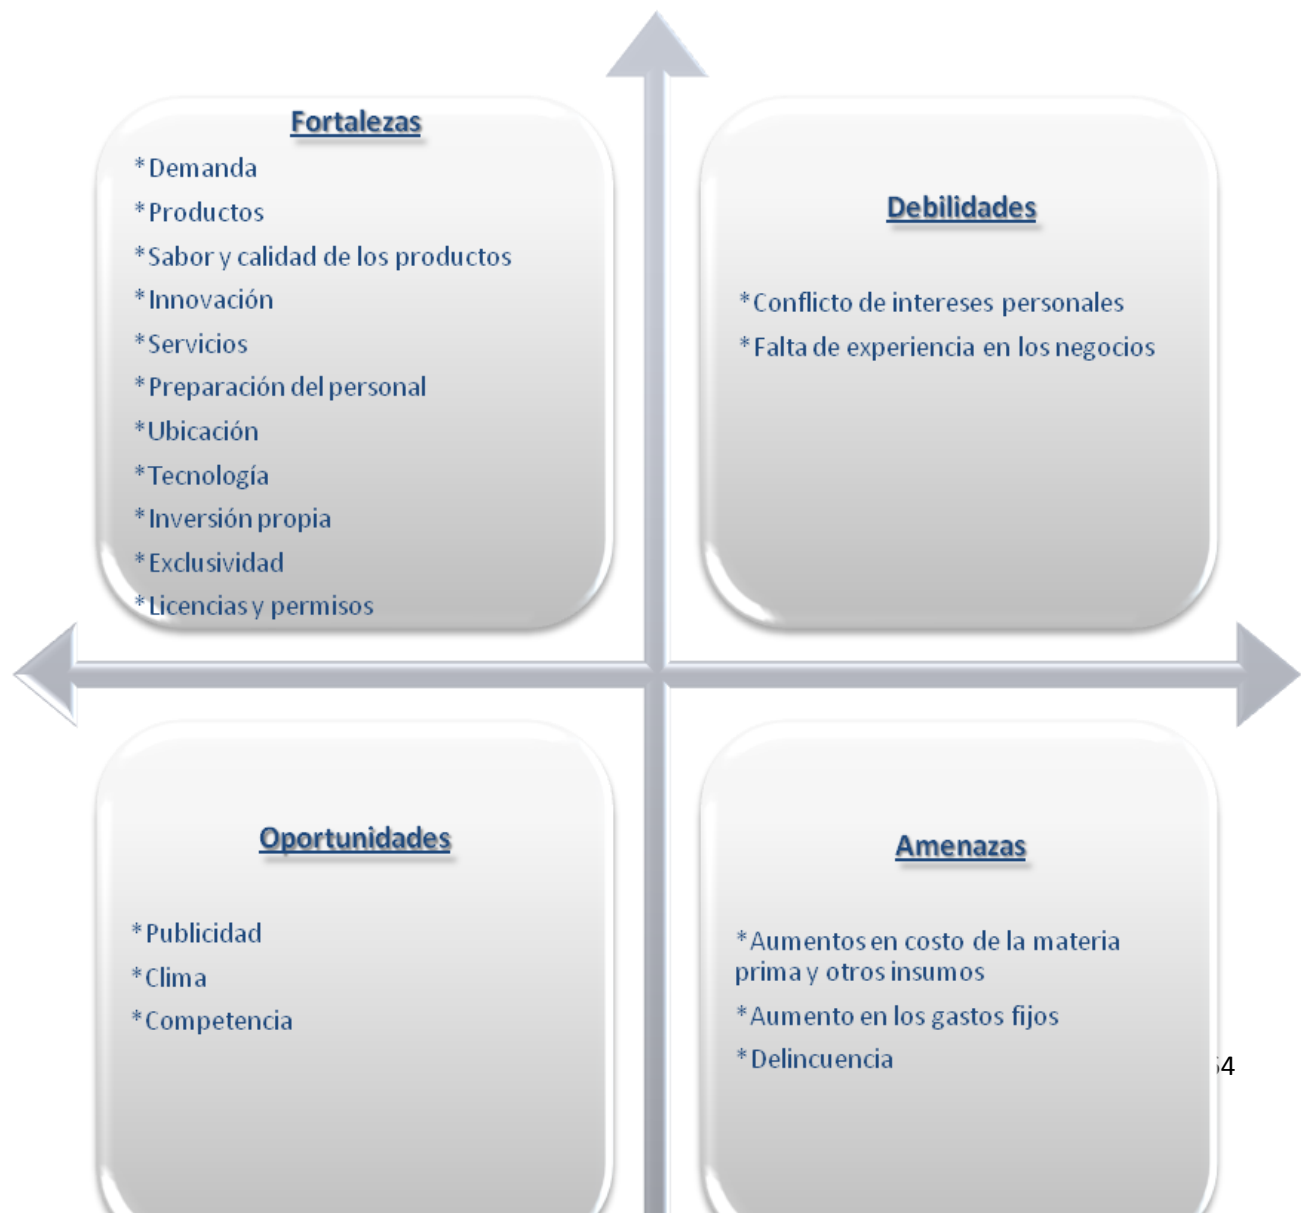 Fortalezas
*Demanda
*Productos
*Sabor y calidad de los productos
*Innovación
*Servicios
*Preparación del personal
*Ubicación
*Tecnología
*Inversión propia
*Exclusividad
*Licencias y permisos
Debilidades
*Conflicto de intereses personales
*Falta de experiencia en los negocios
Oportunidades
*Publicidad
*Clima
*Competencia
Amenazas
*Aumentos en costo de la materia
prima y otros insumos
*Aumento en los gastos fijos
*Delincuencia